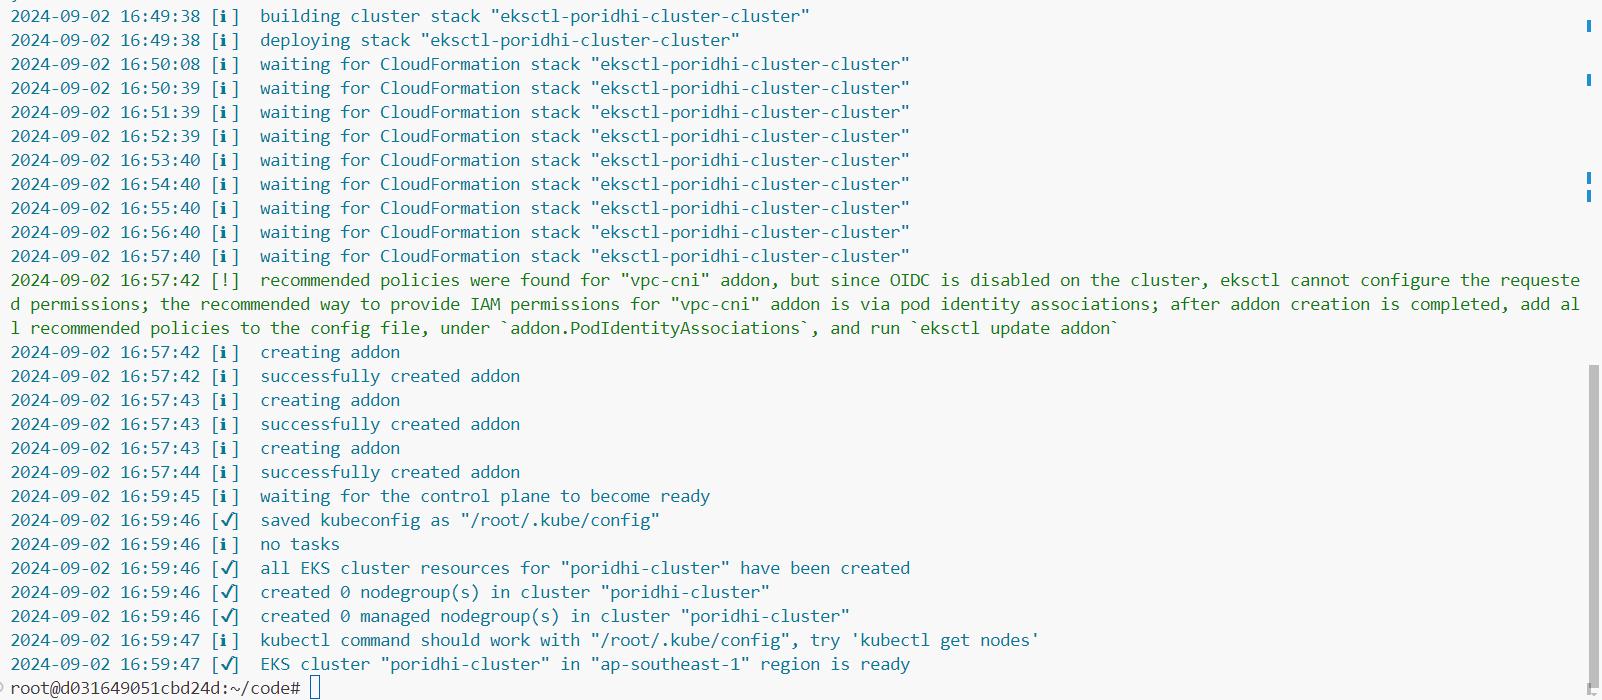 2024-09-02 16:49:38 [ℹ]  building cluster stack "eksctl-poridhi-cluster-cluster"
2024-09-02 16:49:38 [ℹ]  deploying stack "eksctl-poridhi-cluster-cluster"
2024-09-02 16:50:08 [ℹ]  waiting for CloudFormation stack "eksctl-poridhi-cluster-cluster"
2024-09-02 16:50:39 [ℹ]  waiting for CloudFormation stack "eksctl-poridhi-cluster-cluster"
2024-09-02 16:51:39 [ℹ]  waiting for CloudFormation stack "eksctl-poridhi-cluster-cluster"
2024-09-02 16:52:39 [ℹ]  waiting for CloudFormation stack "eksctl-poridhi-cluster-cluster"
2024-09-02 16:53:40 [ℹ]  waiting for CloudFormation stack "eksctl-poridhi-cluster-cluster"
2024-09-02 16:54:40 [ℹ]  waiting for CloudFormation stack "eksctl-poridhi-cluster-cluster"
2024-09-02 16:55:40 [ℹ]  waiting for CloudFormation stack "eksctl-poridhi-cluster-cluster"
2024-09-02 16:56:40 [ℹ]  waiting for CloudFormation stack "eksctl-poridhi-cluster-cluster"
2024-09-02 16:57:40 [ℹ]  waiting for CloudFormation stack "eksctl-poridhi-cluster-cluster"
2024-09-02 16:57:42 [!]  recommended policies were found for "vpc-cni" addon, but since OIDC is disabled on the cluster, eksctl cannot configure the requeste
d permissions; the recommended way to provide IAM permissions for "vpc-cni" addon is via pod identity associations; after addon creation is completed, add al
l recommended policies to the config file, under `addon.PodIdentityAssociations`, and run `eksctl update addon`
2024-09-02 16:57:42 [ℹ]  creating addon
2024-09-02 16:57:42 [ℹ]  successfully created addon
2024-09-02 16:57:43 [ℹ]  creating addon
2024-09-02 16:57:43 [ℹ]  successfully created addon
2024-09-02 16:57:43 [ℹ]  creating addon
2024-09-02 16:57:44 [ℹ]  successfully created addon
2024-09-02 16:59:45 [ℹ]  waiting for the control plane to become ready
2024-09-02 16:59:46 [✔]  saved kubeconfig as "/root/.kube/config"
2024-09-02 16:59:46 [ℹ]  no tasks
2024-09-02 16:59:46 [✔]  all EKS cluster resources for "poridhi-cluster" have been created
2024-09-02 16:59:46 [✔]  created 0 nodegroup(s) in cluster "poridhi-cluster"
2024-09-02 16:59:46 [✔]  created 0 managed nodegroup(s) in cluster "poridhi-cluster"
2024-09-02 16:59:47 [ℹ]  kubectl command should work with "/root/.kube/config", try 'kubectl get nodes'
2024-09-02 16:59:47 [✔]  EKS cluster "poridhi-cluster" in "ap-southeast-1" region is ready
root@d031649051cbd24d:~/code#